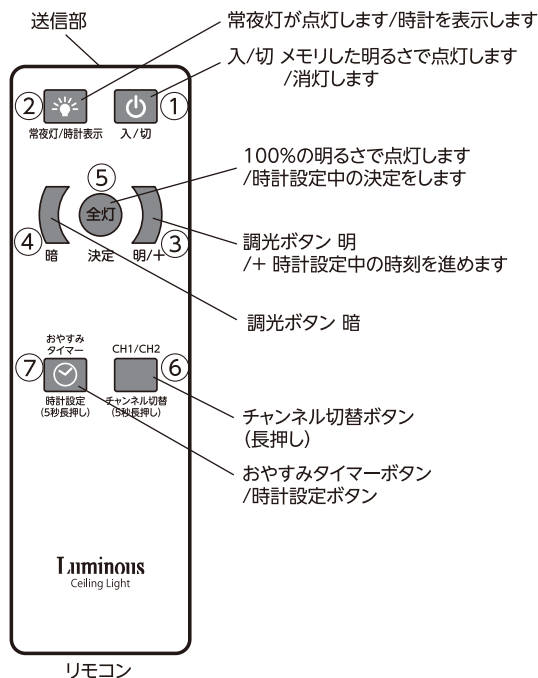 送信部
常夜灯が点灯します/時計を表示します
入/切 メモリした明るさで点灯します
/消灯します
②
①
常夜灯/時計表示
入/切
100%の明るさで点灯します
/時計設定中の決定をします
⑤
全灯
④
③
暗
決定
明/+
調光ボタン 明
/+ 時計設定中の時刻を進めます
調光ボタン 暗
おやすみ
タイマー
CH1/CH2
⑦
⑥
時計設定
(5秒長押し)
チャンネル切替
(5秒長押し)
チャンネル切替ボタン
(長押し)
おやすみタイマーボタン
/時計設定ボタン
Luminous
Ceiling Light
リモコン